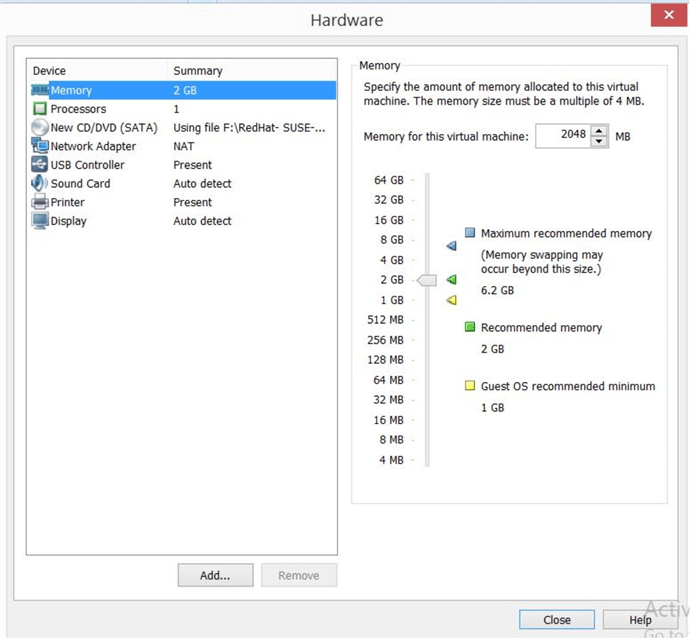 Hardware
Device Summary
Memory 2 GB
Processors 1
New CD/DVD (SATA) Using file F:\RedHat- SUSE-...
Network Adapter NAT
USB Controller Present
Sound Card Auto detect
Printer Present
Display Auto detect
Add...
Remove
Memory
Specify the amount of memory allocated to this virtual
machine. The memory size must be a multiple of 4 MB.
Memory for this virtual machine: 2048 MB
64 GB
32 GB
16 GB
8 GB
4 GB
2 GB
1 GB
512 MB
256 MB
128 MB
64 MB
32 MB
16 MB
8 MB
4 MB
Maximum recommended memory
(Memory swapping may
occur beyond this size.)
6.2 GB
Recommended memory
2 GB
Guest OS recommended minimum
1 GB
Close
Help